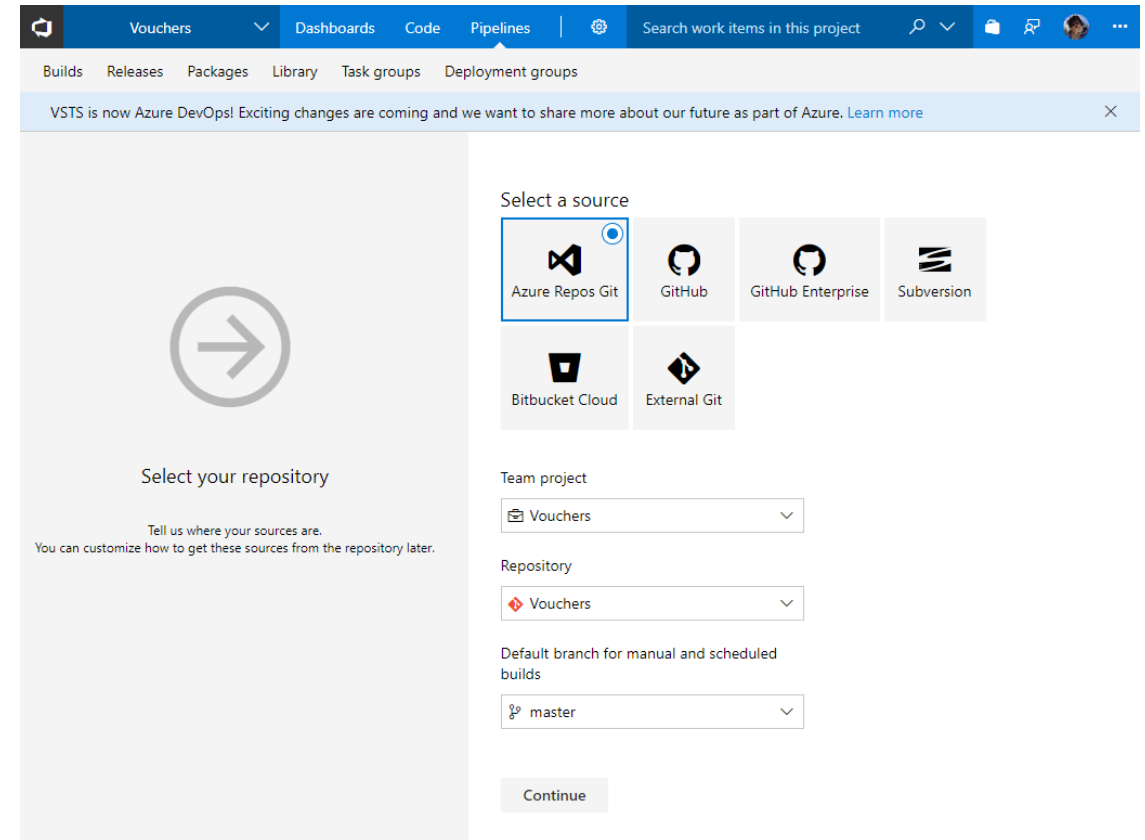 Vouchers Dashboards Code Pipelines Search work items in this project
Builds Releases Packages Library Task groups Deployment groups
VSTS is now Azure DevOps! Exciting changes are coming and we want to share more about our future as part of Azure. Learn more
Select your repository
Tell us where your sources are.
You can customize how to get these sources from the repository later.
Select a source
Azure Repos Git GitHub GitHub Enterprise Subversion
Bitbucket Cloud External Git
Team project
Vouchers
Repository
Vouchers
Default branch for manual and scheduled
builds
master
Continue